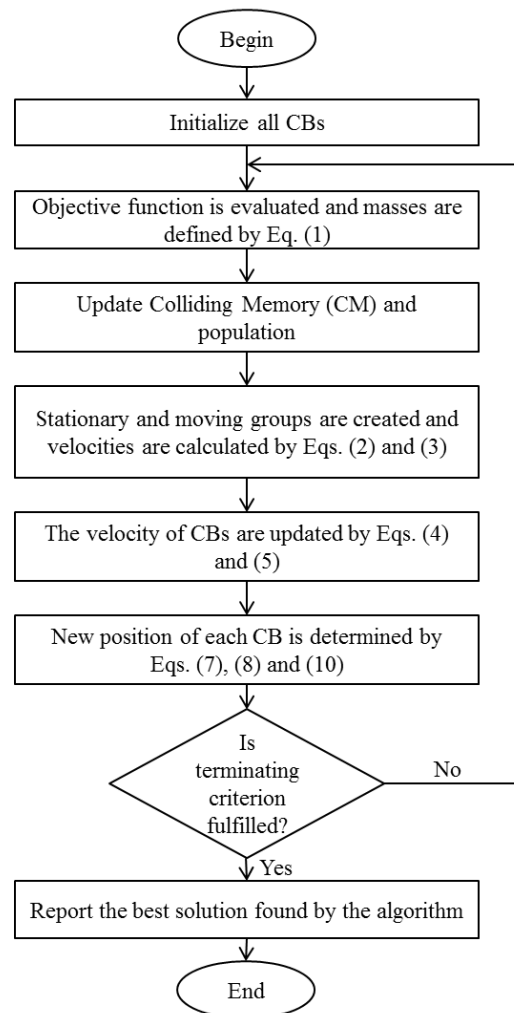 Begin
Initialize all CBs
Objective function is evaluated and masses are
defined by Eq. (1)
Update Colliding Memory (CM) and
population
Stationary and moving groups are created and
velocities are calculated by Eqs. (2) and (3)
The velocity of CBs are updated by Eqs. (4)
and (5)
New position of each CB is determined by
Eqs. (7), (8) and (10)
Is
terminating
criterion
fulfilled?
No
Yes
Report the best solution found by the algorithm
End